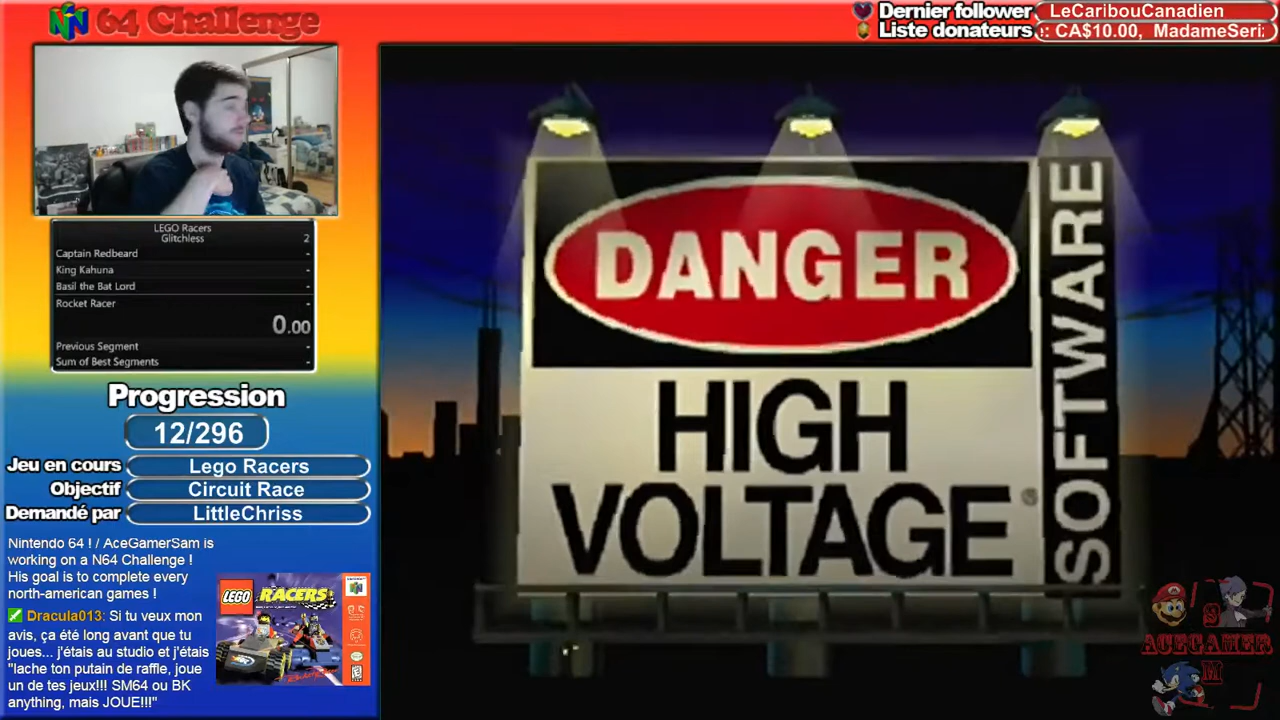 64 Challenge
Dernier follower
LeCaribouCanadien
Liste donateurs
: CA$10.00, MadameSeri
LEGO Racers
Glitchless
2
Captain Redbeard -
King Kahuna -
Basil the Bat Lord -
Rocket Racer -
0.00
Previous Segment -
Sum of Best Segments -
Progression
12/296
Jeu en cours
Lego Racers
Objectif
Circuit Race
Demandé par
LittleChriss
Nintendo 64 ! / AceGamerSam is
working on a N64 Challenge !
His goal is to complete every
north-american games !
Dracula013: Si tu veux mon
avis, ça été long avant que tu
joues... j'étais au studio et j'étais
"lache ton putain de raffle, joue
un de tes jeux!!! SM64 ou BK
anything, mais JOUE!!!"
LEGO RACERS
DANGER
HIGH
VOLTAGE®
SOFTWARE
S
ACEGAMER
M